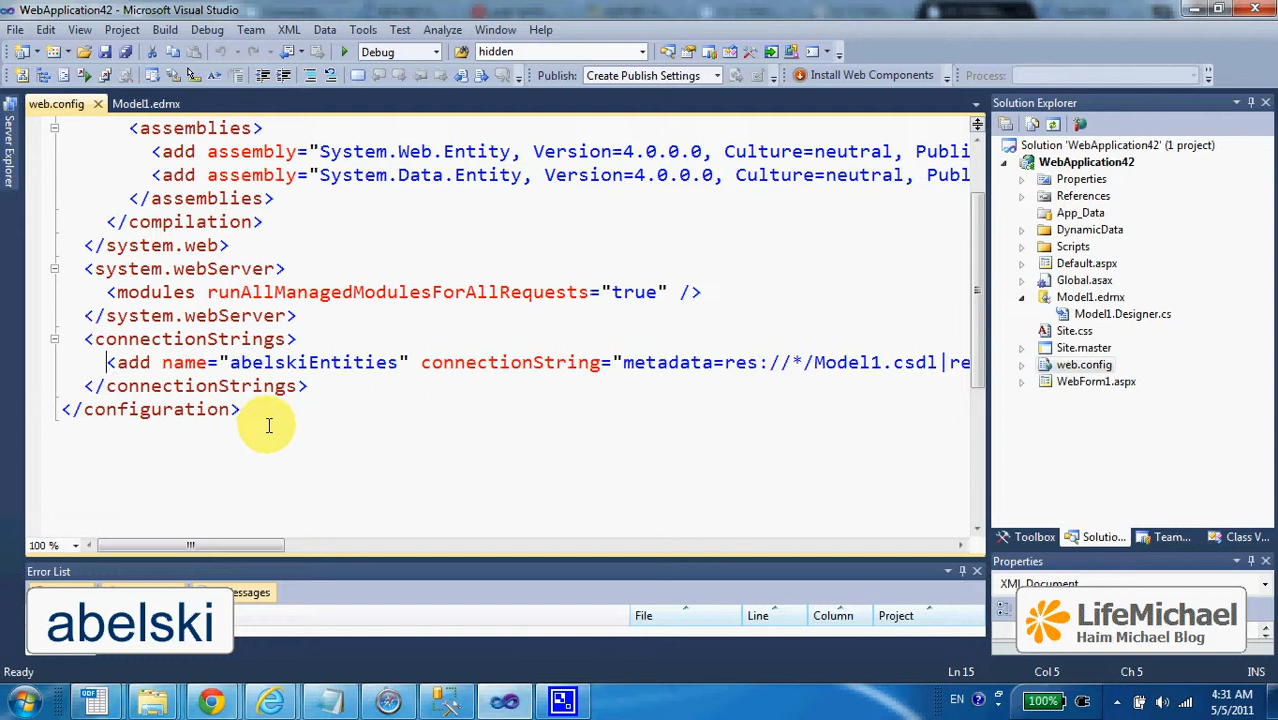 WebApplication42 - Microsoft Visual Studio
File Edit View Project Build Debug Team XML Data Tools Test Analyze Window Help
Debug hidden
Publish: Create Publish Settings Install Web Components Process:
web.config Model1.edmx
Server Explorer
<assemblies>
<add assembly="System.Web.Entity, Version=4.0.0.0, Culture=neutral, Publi
<add assembly="System.Data.Entity, Version=4.0.0.0, Culture=neutral, Publ
</assemblies>
</compilation>
</system.web>
<system.webServer>
<modules runAllManagedModulesForAllRequests="true" />
</system.webServer>
<connectionStrings>
<add name="abelskiEntities" connectionString="metadata=res://*/Model1.csdl|re
</connectionStrings>
</configuration>
100 %
Solution Explorer
Solution 'WebApplication42' (1 project)
WebApplication42
Properties
References
App_Data
DynamicData
Scripts
Default.aspx
Global.asax
Model1.edmx
Model1.Designer.cs
Site.css
Site.master
web.config
WebForm1.aspx
Toolbox Solutio... Team... Class V...
Properties
XML Document
Error List
File Line Column Project
abelski
LifeMichael
Haim Michael Blog
Ready Ln 15 Col 5 Ch 5 INS
EN 100% 4:31 AM
5/5/2011